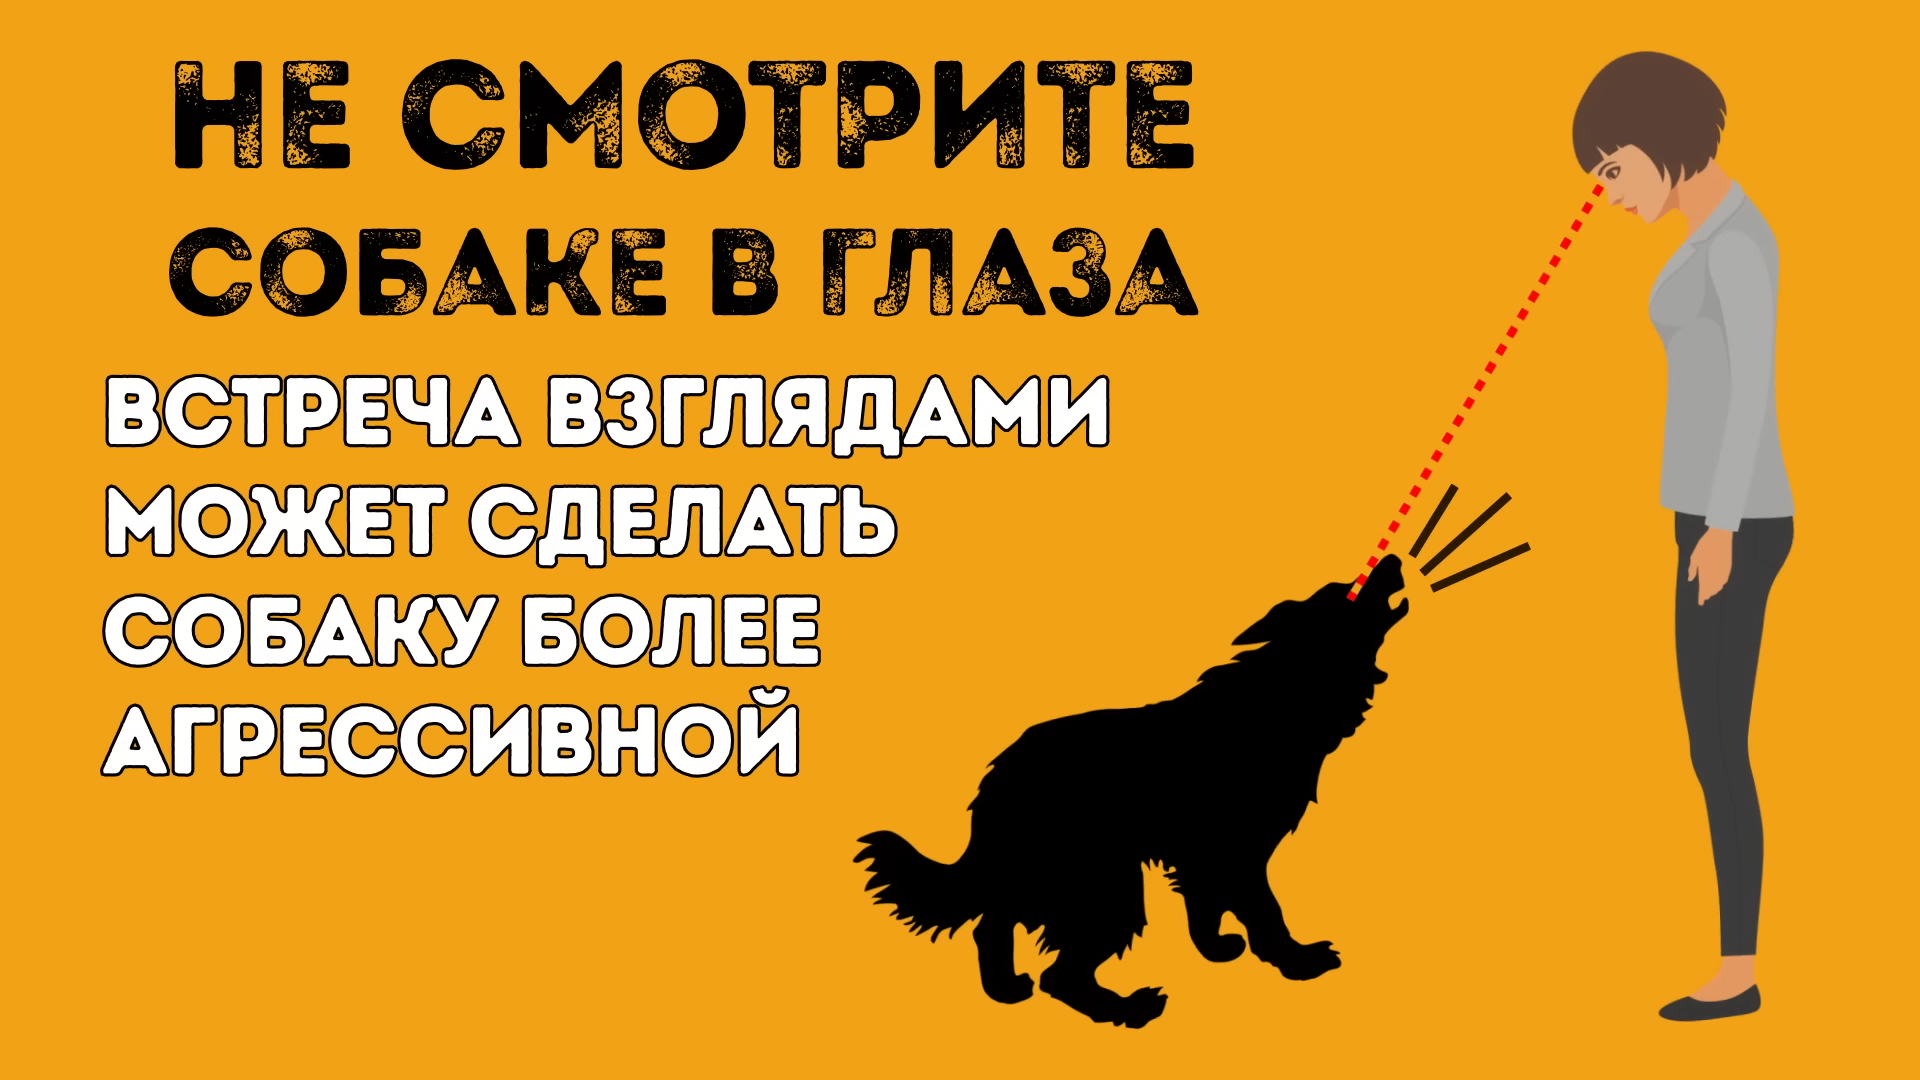 НЕ СМОТРИТЕ
СОБАКЕ В ГЛАЗА
ВСТРЕЧА ВЗГЛЯДАМИ
МОЖЕТ СДЕЛАТЬ
СОБАКУ БОЛЕЕ
АГРЕССИВНОЙ